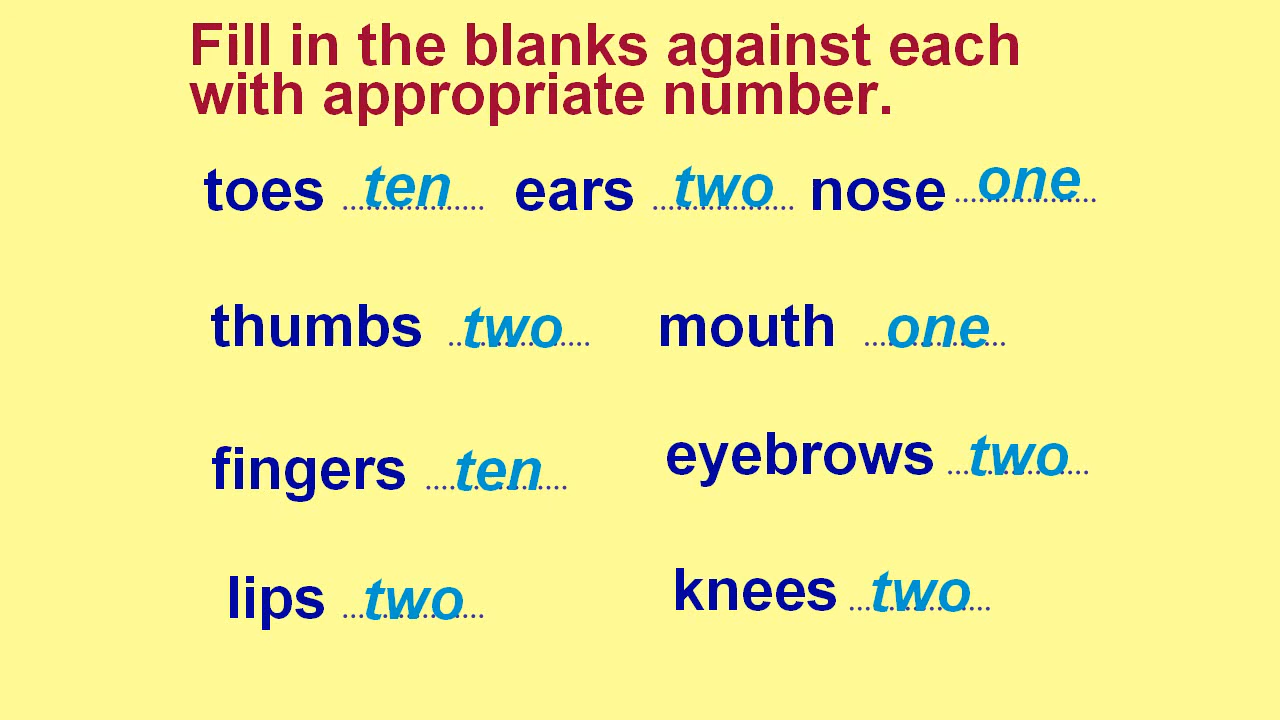 Fill in the blanks against each
with appropriate number.
toes ten ears two nose one
thumbs two mouth one
fingers ten eyebrows two
lips two knees two